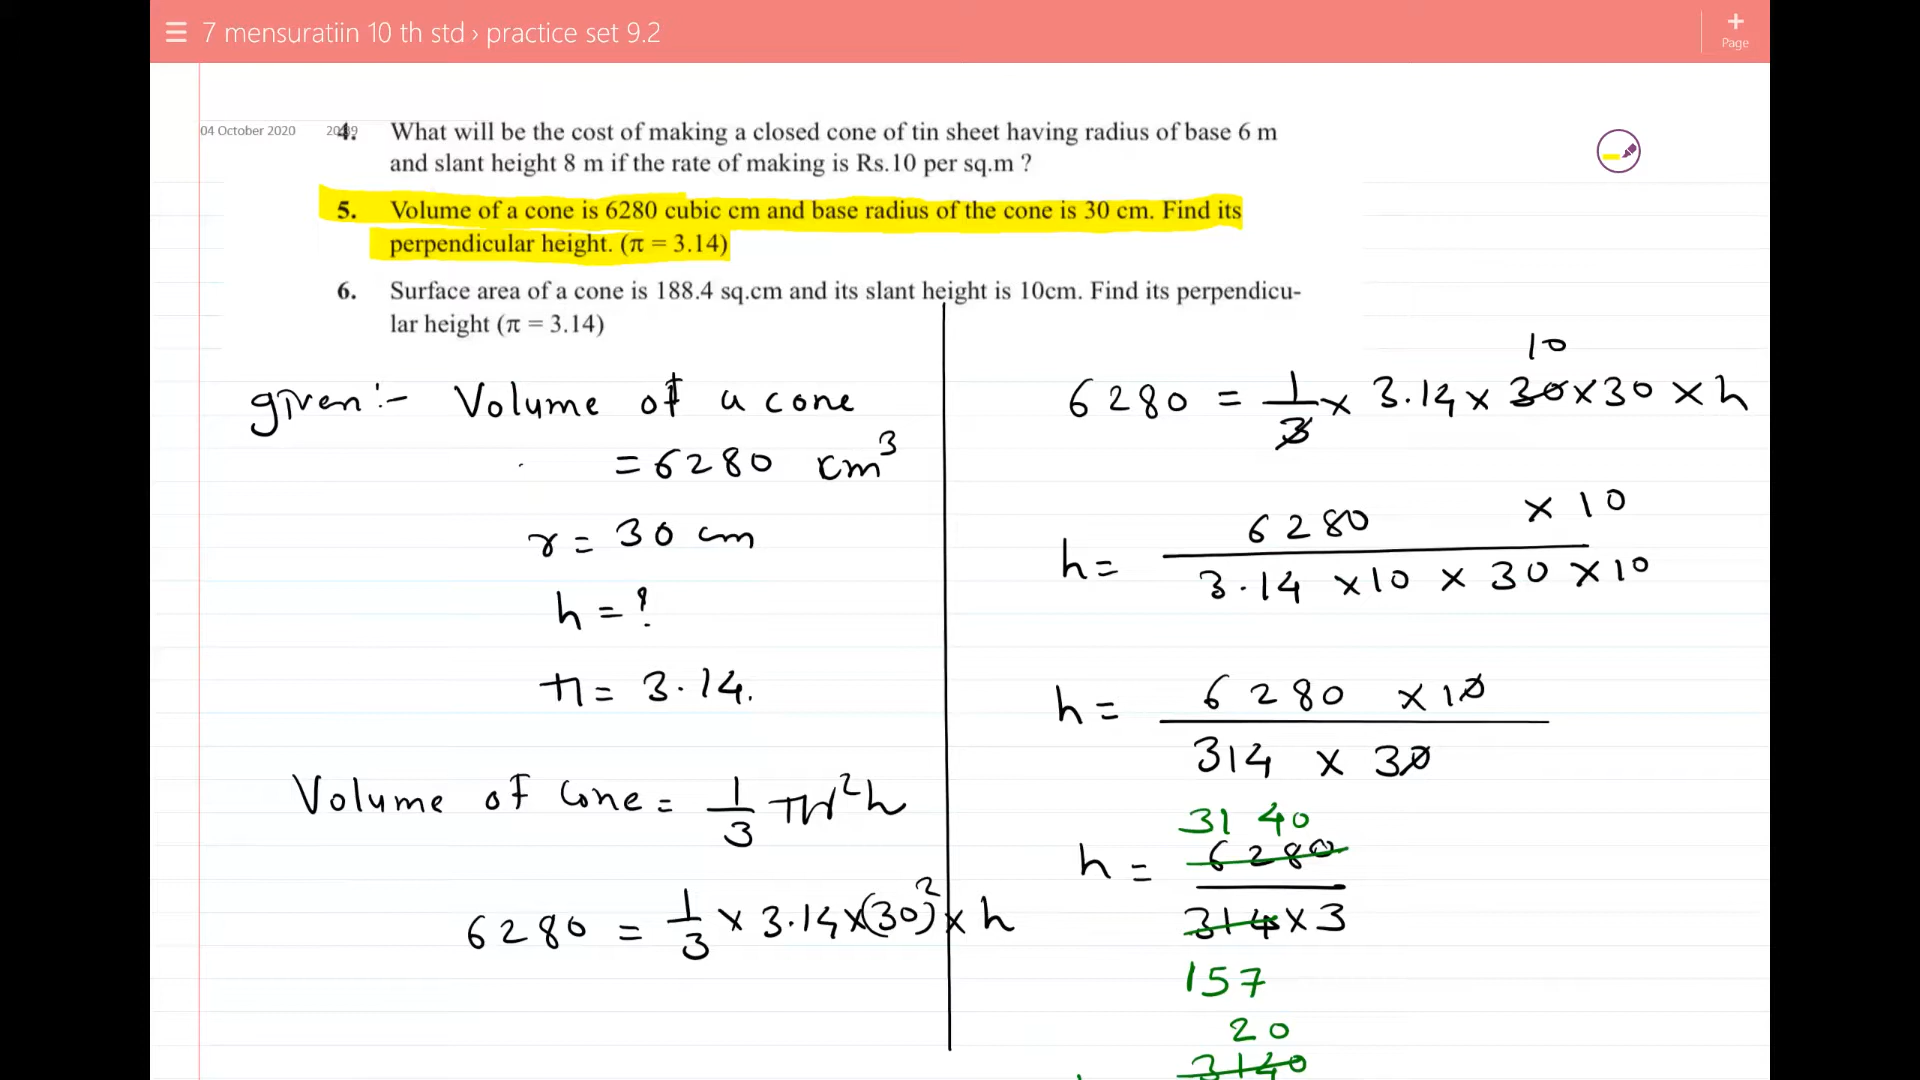 7 mensuratiin 10 th std › practice set 9.2
+
Page
04 October 2020
4. What will be the cost of making a closed cone of tin sheet having radius of base 6 m
and slant height 8 m if the rate of making is Rs.10 per sq.m ?
5. Volume of a cone is 6280 cubic cm and base radius of the cone is 30 cm. Find its
perpendicular height. (π = 3.14)
6. Surface area of a cone is 188.4 sq.cm and its slant height is 10cm. Find its perpendicu-
lar height (π = 3.14)
given :- Volume of a cone
= 6280 cm³
r = 30 cm
h = ?
π = 3.14.
Volume of Cone = 1/3 πr²h
6280 = 1/3 × 3.14 × (30)² × h
10
6280 = 1/3 × 3.14 × 30 × 30 × h
6280 × 10
h = 
3.14 × 10 × 30 × 10
6280 × 10
h =
314 × 30
31 40
6280
h =
314 × 3
157
20
3140